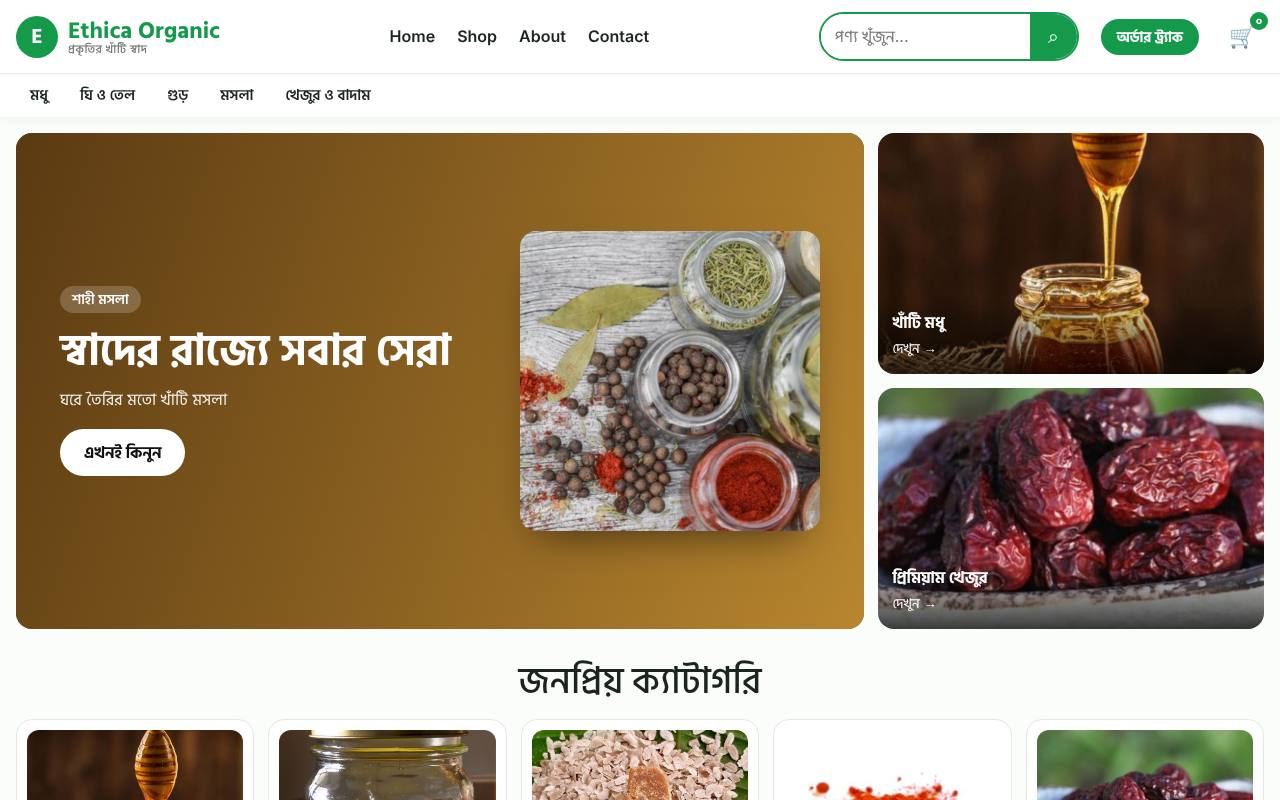 E
Ethica Organic
প্রকৃতির খাঁটি স্বাদ
Home
Shop
About
Contact
পণ্য খুঁজুন...
অর্ডার ট্র্যাক
0
মধু
ঘি ও তেল
গুড়
মসলা
খেজুর ও বাদাম
শাহী মসলা
স্বাদের রাজ্যে সবার সেরা
ঘরে তৈরির মতো খাঁটি মসলা
এখনই কিনুন
খাঁটি মধু
দেখুন →
প্রিমিয়াম খেজুর
দেখুন →
জনপ্রিয় ক্যাটাগরি